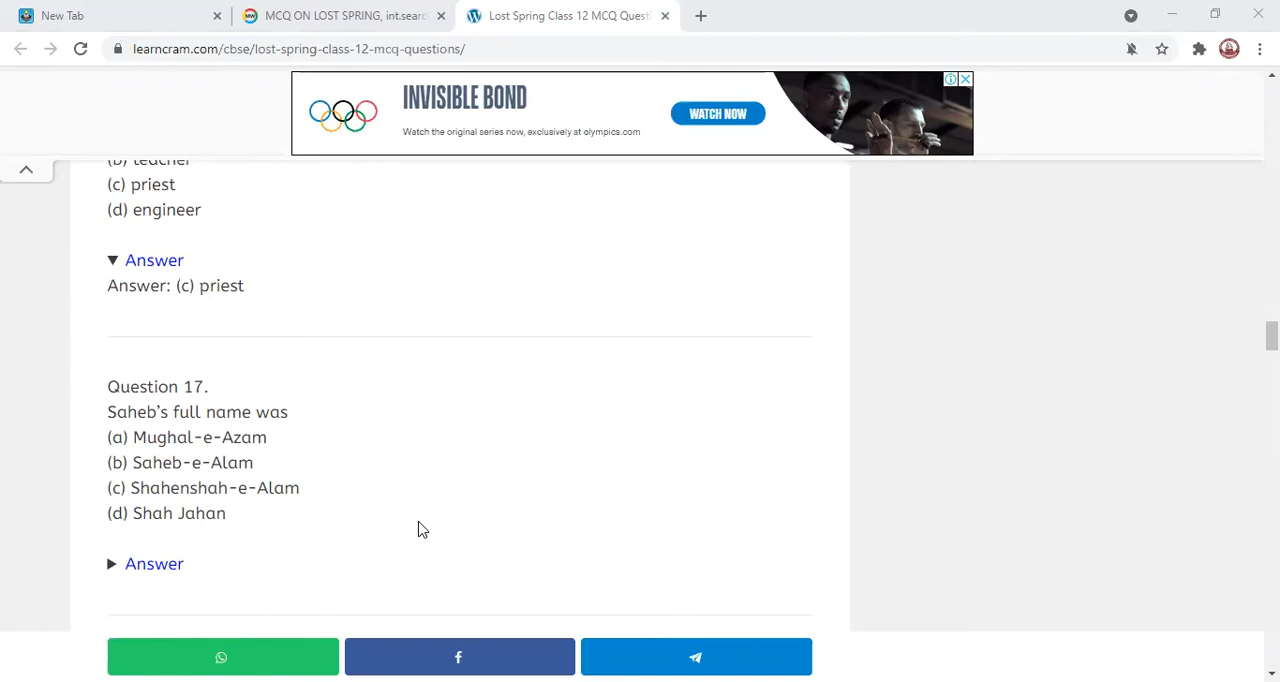 New Tab
MCQ ON LOST SPRING, int.searc
Lost Spring Class 12 MCQ Questi
learncram.com/cbse/lost-spring-class-12-mcq-questions/
INVISIBLE BOND
Watch the original series now, exclusively at olympics.com
WATCH NOW
(b) teacher
(c) priest
(d) engineer
Answer
Answer: (c) priest
Question 17.
Saheb's full name was
(a) Mughal-e-Azam
(b) Saheb-e-Alam
(c) Shahenshah-e-Alam
(d) Shah Jahan
Answer